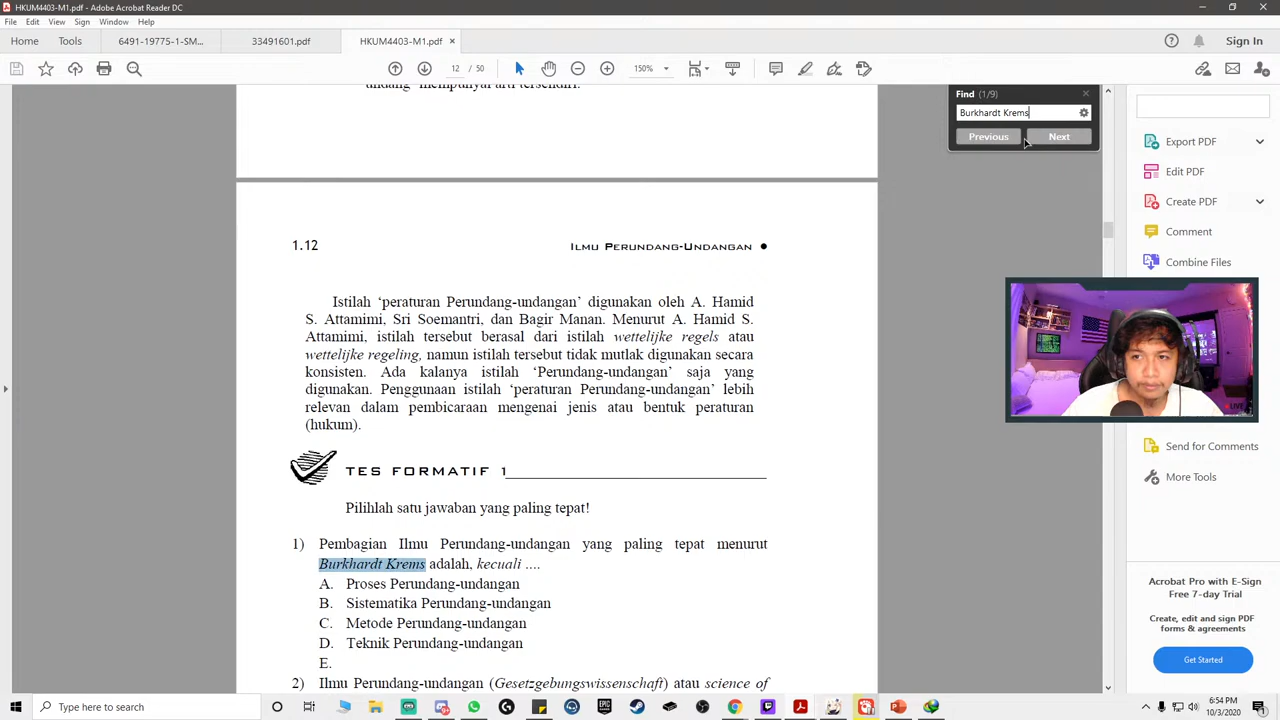 HKUM4403-M1.pdf - Adobe Acrobat Reader DC
File Edit View Sign Window Help
Home Tools 6491-19775-1-SM... 33491601.pdf HKUM4403-M1.pdf × Sign In
12 / 50 150%
undang' mempunyai arti tersendiri.
Find (1/9)
Burkhardt Krems
Previous Next
1.12 ILMU PERUNDANG-UNDANGAN ●
Istilah ‘peraturan Perundang-undangan’ digunakan oleh A. Hamid
S. Attamimi, Sri Soemantri, dan Bagir Manan. Menurut A. Hamid S.
Attamimi, istilah tersebut berasal dari istilah wettelijke regels atau
wettelijke regeling, namun istilah tersebut tidak mutlak digunakan secara
konsisten. Ada kalanya istilah ‘Perundang-undangan’ saja yang
digunakan. Penggunaan istilah ‘peraturan Perundang-undangan’ lebih
relevan dalam pembicaraan mengenai jenis atau bentuk peraturan
(hukum).
TES FORMATIF 1
Pilihlah satu jawaban yang paling tepat!
1) Pembagian Ilmu Perundang-undangan yang paling tepat menurut
Burkhardt Krems adalah, kecuali ....
A. Proses Perundang-undangan
B. Sistematika Perundang-undangan
C. Metode Perundang-undangan
D. Teknik Perundang-undangan
E.
2) Ilmu Perundang-undangan (Gesetzgebungswissenschaft) atau science of
Export PDF
Edit PDF
Create PDF
Comment
Combine Files
LIVE
Send for Comments
More Tools
Acrobat Pro with E-Sign
Free 7-day Trial
Create, edit and sign PDF
forms & agreements
Get Started
Type here to search
6:54 PM
10/3/2020